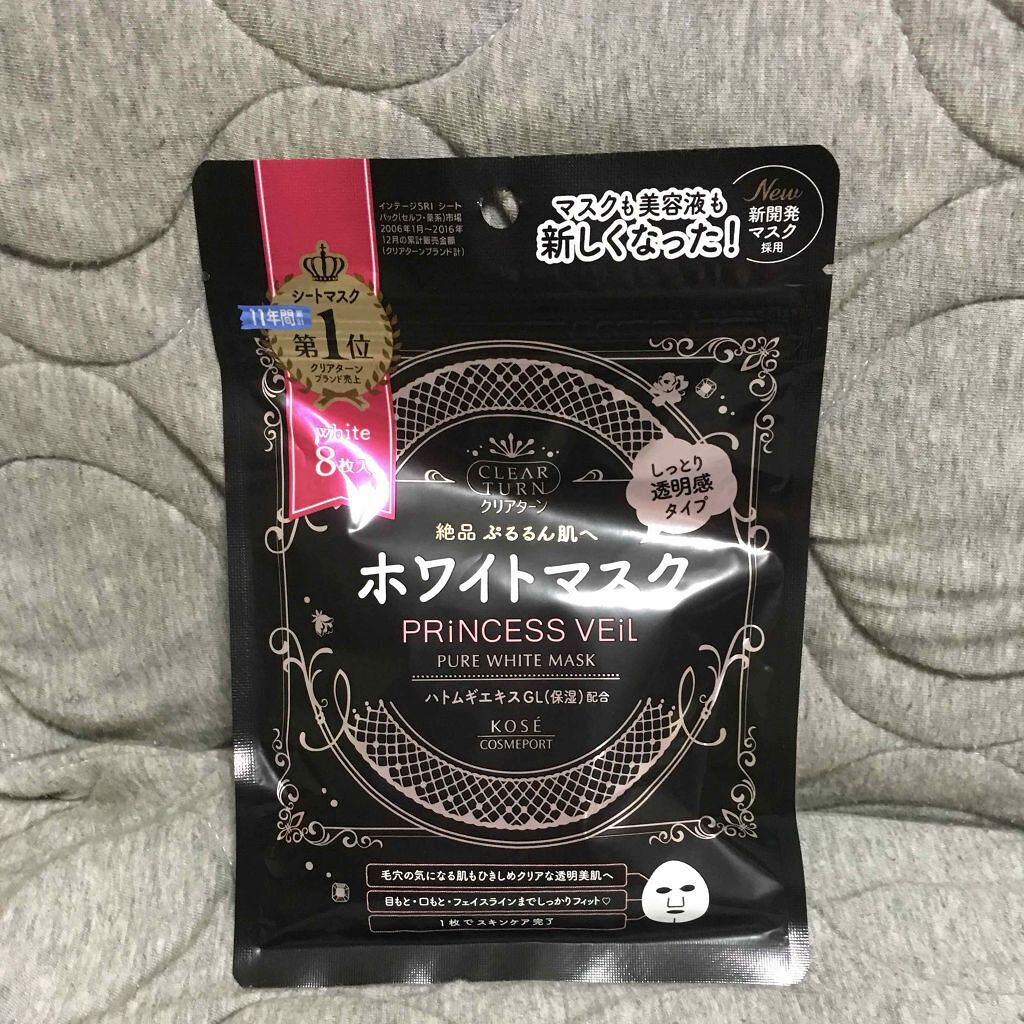 インテージSRI シート
パック(セルフ・薬系)市場
2006年1月〜2016年
12月の累計販売金額
(クリアターンブランド計)
マスクも美容液も
新しくなった!
New
新開発
マスク
採用
シートマスク
11年間
第1位
クリアターン
ブランド売上
white
8枚入
CLEAR
TURN
クリアターン
しっとり
透明感
タイプ
絶品 ぷるるん肌へ
ホワイトマスク
PRiNCESS VEiL
PURE WHITE MASK
ハトムギエキスGL(保湿)配合
KOSÉ
COSMEPORT
毛穴の気になる肌もひきしめクリアな透明美肌へ
目もと・口もと・フェイスラインまでしっかりフィット♡
1枚でスキンケア完了